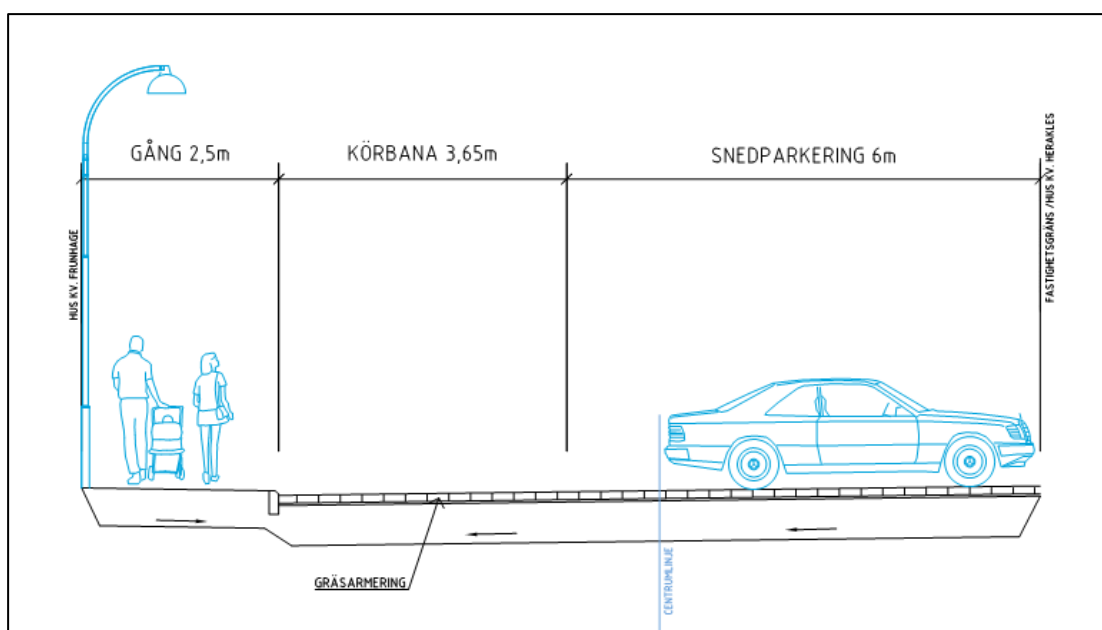 GÅNG 2,5m
KÖRBANA 3,65m
SNEDPARKERING 6m
HUS KV. FRUNHAGE
FASTIGHETSGRÄNS /HUS KV. HERAKLES
GRÄSARMERING
CENTRUMLINJE